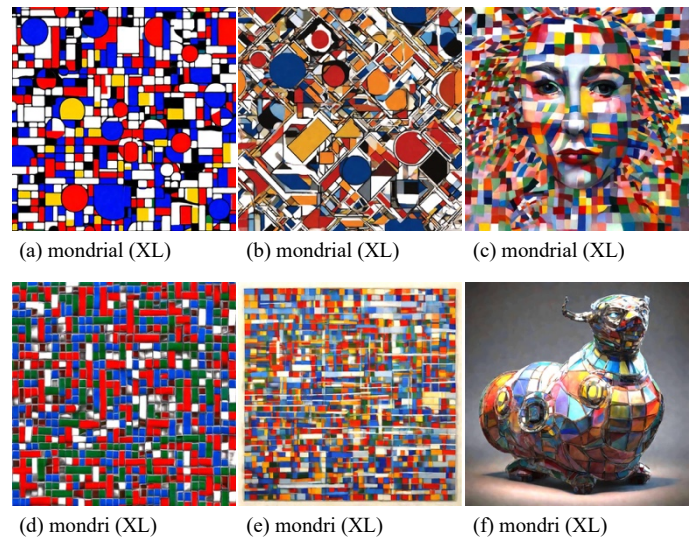 (a) mondrial (XL)
(b) mondrial (XL)
(c) mondrial (XL)
(d) mondri (XL)
(e) mondri (XL)
(f) mondri (XL)